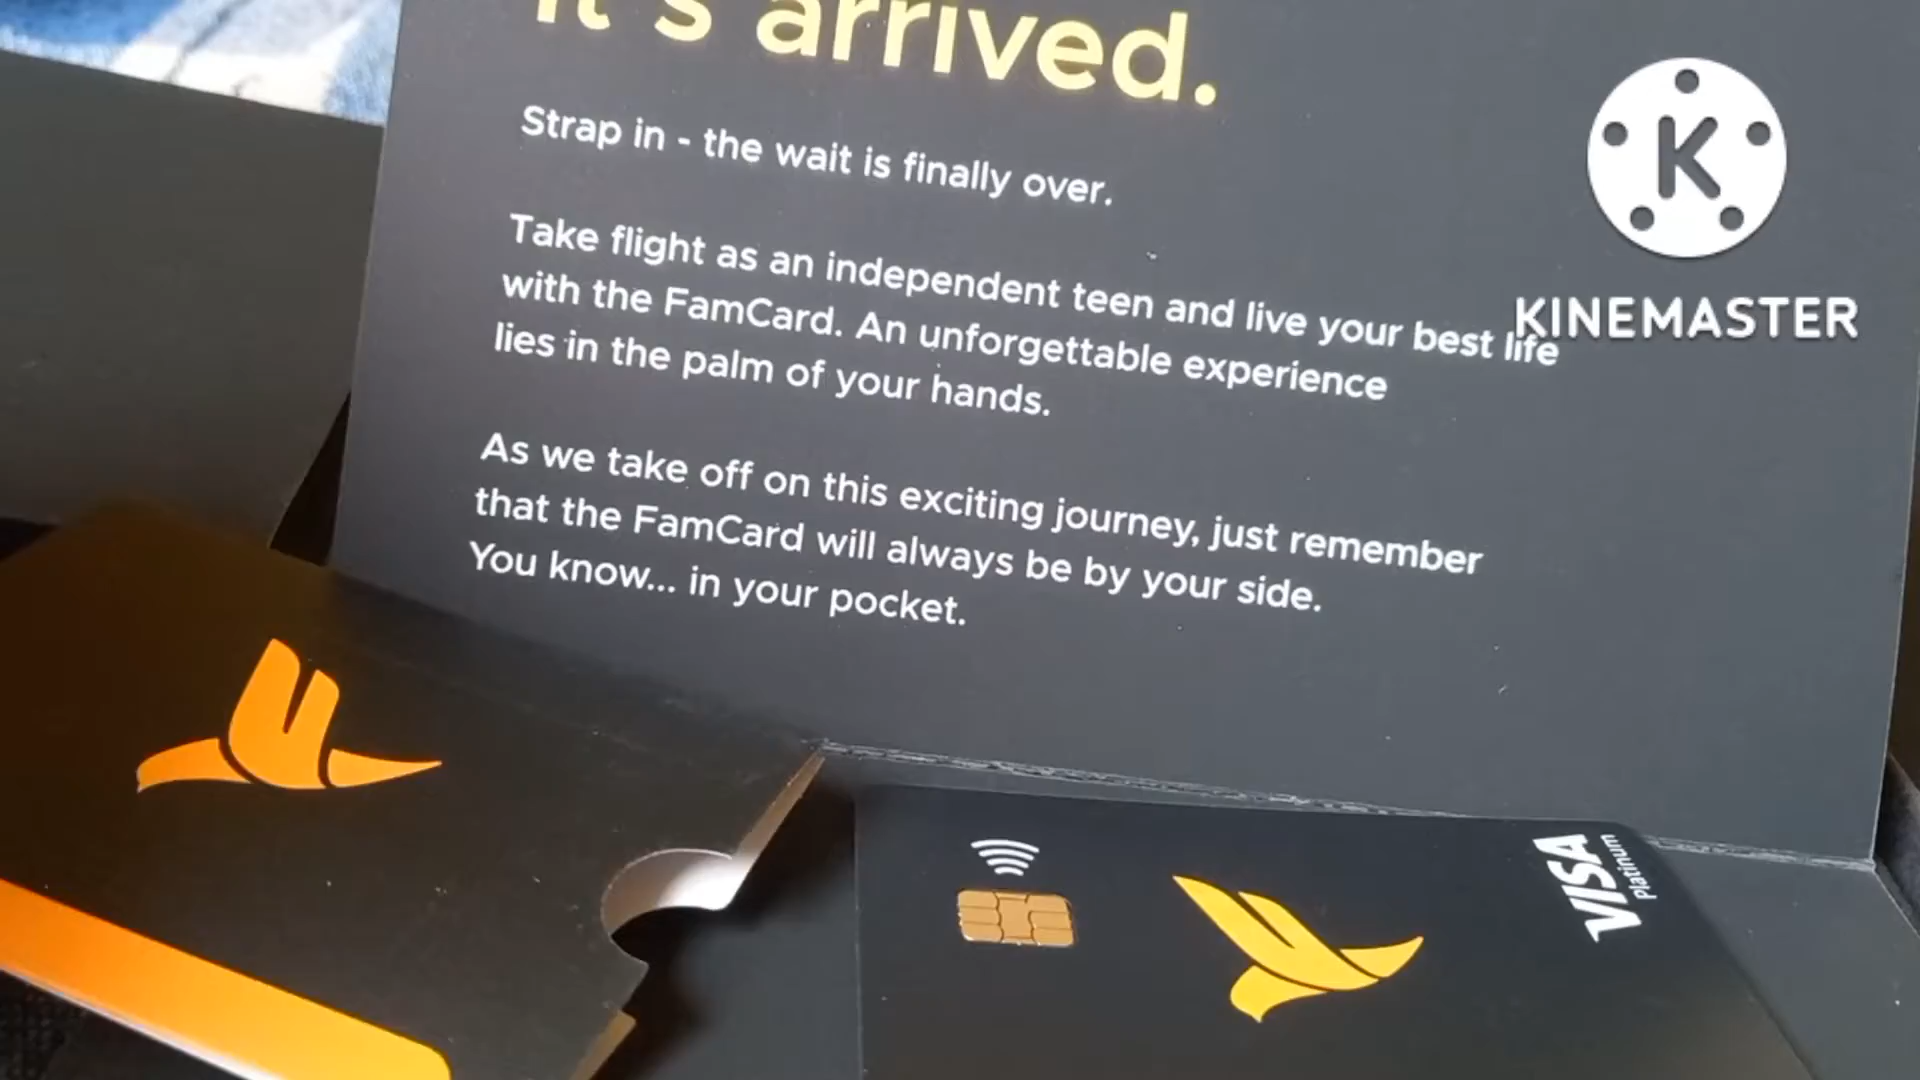 it's arrived.
Strap in - the wait is finally over.
Take flight as an independent teen and live your best life
with the FamCard. An unforgettable experience
lies in the palm of your hands.
As we take off on this exciting journey, just remember
that the FamCard will always be by your side.
You know... in your pocket.
K
KINEMASTER
VISA
Platinum